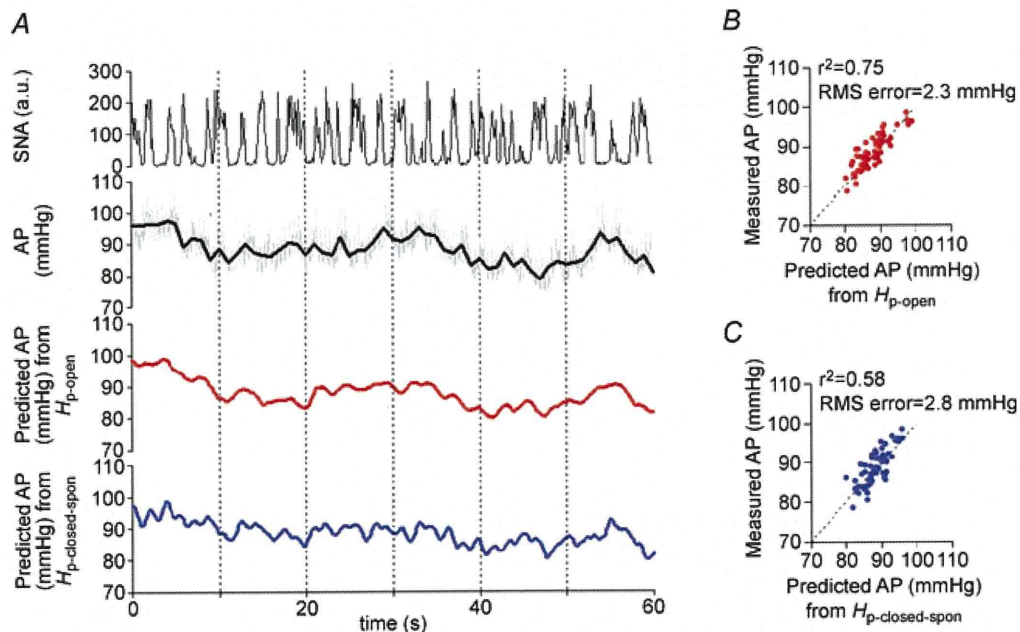 A
SNA (a.u.)
300
200
100
0
AP
(mmHg)
110
100
90
80
70
Predicted AP
(mmHg) from
Hp-open
110
100
90
80
70
Predicted AP
(mmHg) from
Hp-closed-spon
110
100
90
80
70
0 10 20 30 40 50 60
time (s)
B
r²=0.75
RMS error=2.3 mmHg
Measured AP (mmHg)
110
100
90
80
70
70 80 90 100 110
Predicted AP (mmHg)
from Hp-open
C
r²=0.58
RMS error=2.8 mmHg
Measured AP (mmHg)
110
100
90
80
70
70 80 90 100 110
Predicted AP (mmHg)
from Hp-closed-spon